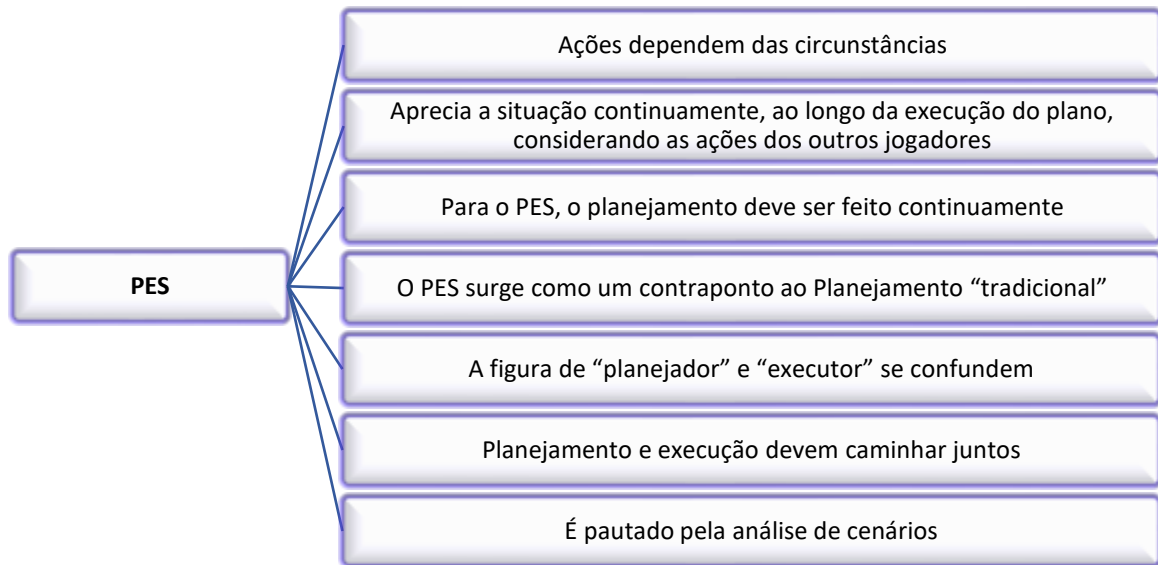 Ações dependem das circunstâncias
Aprecia a situação continuamente, ao longo da execução do plano,
considerando as ações dos outros jogadores
Para o PES, o planejamento deve ser feito continuamente
PES
O PES surge como um contraponto ao Planejamento “tradicional”
A figura de “planejador” e “executor” se confundem
Planejamento e execução devem caminhar juntos
É pautado pela análise de cenários